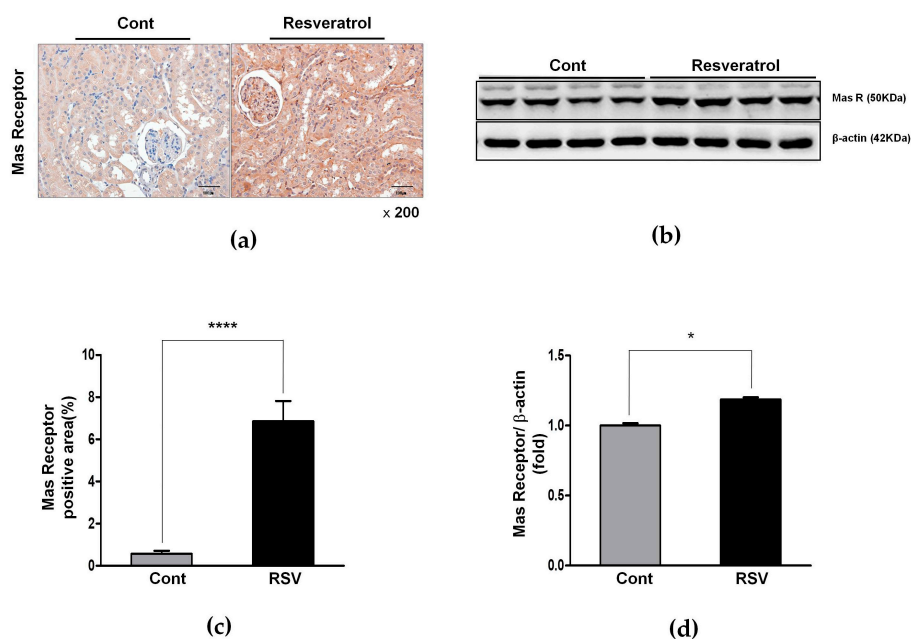 Cont Resveratrol
Mas Receptor
x 200
(a)
Cont Resveratrol
Mas R (50KDa)
β-actin (42KDa)
(b)
****
Mas Receptor
positive area(%)
10
8
6
4
2
0
Cont RSV
(c)
*
Mas Receptor/ β-actin
(fold)
1.5
1.0
0.5
0.0
Cont RSV
(d)